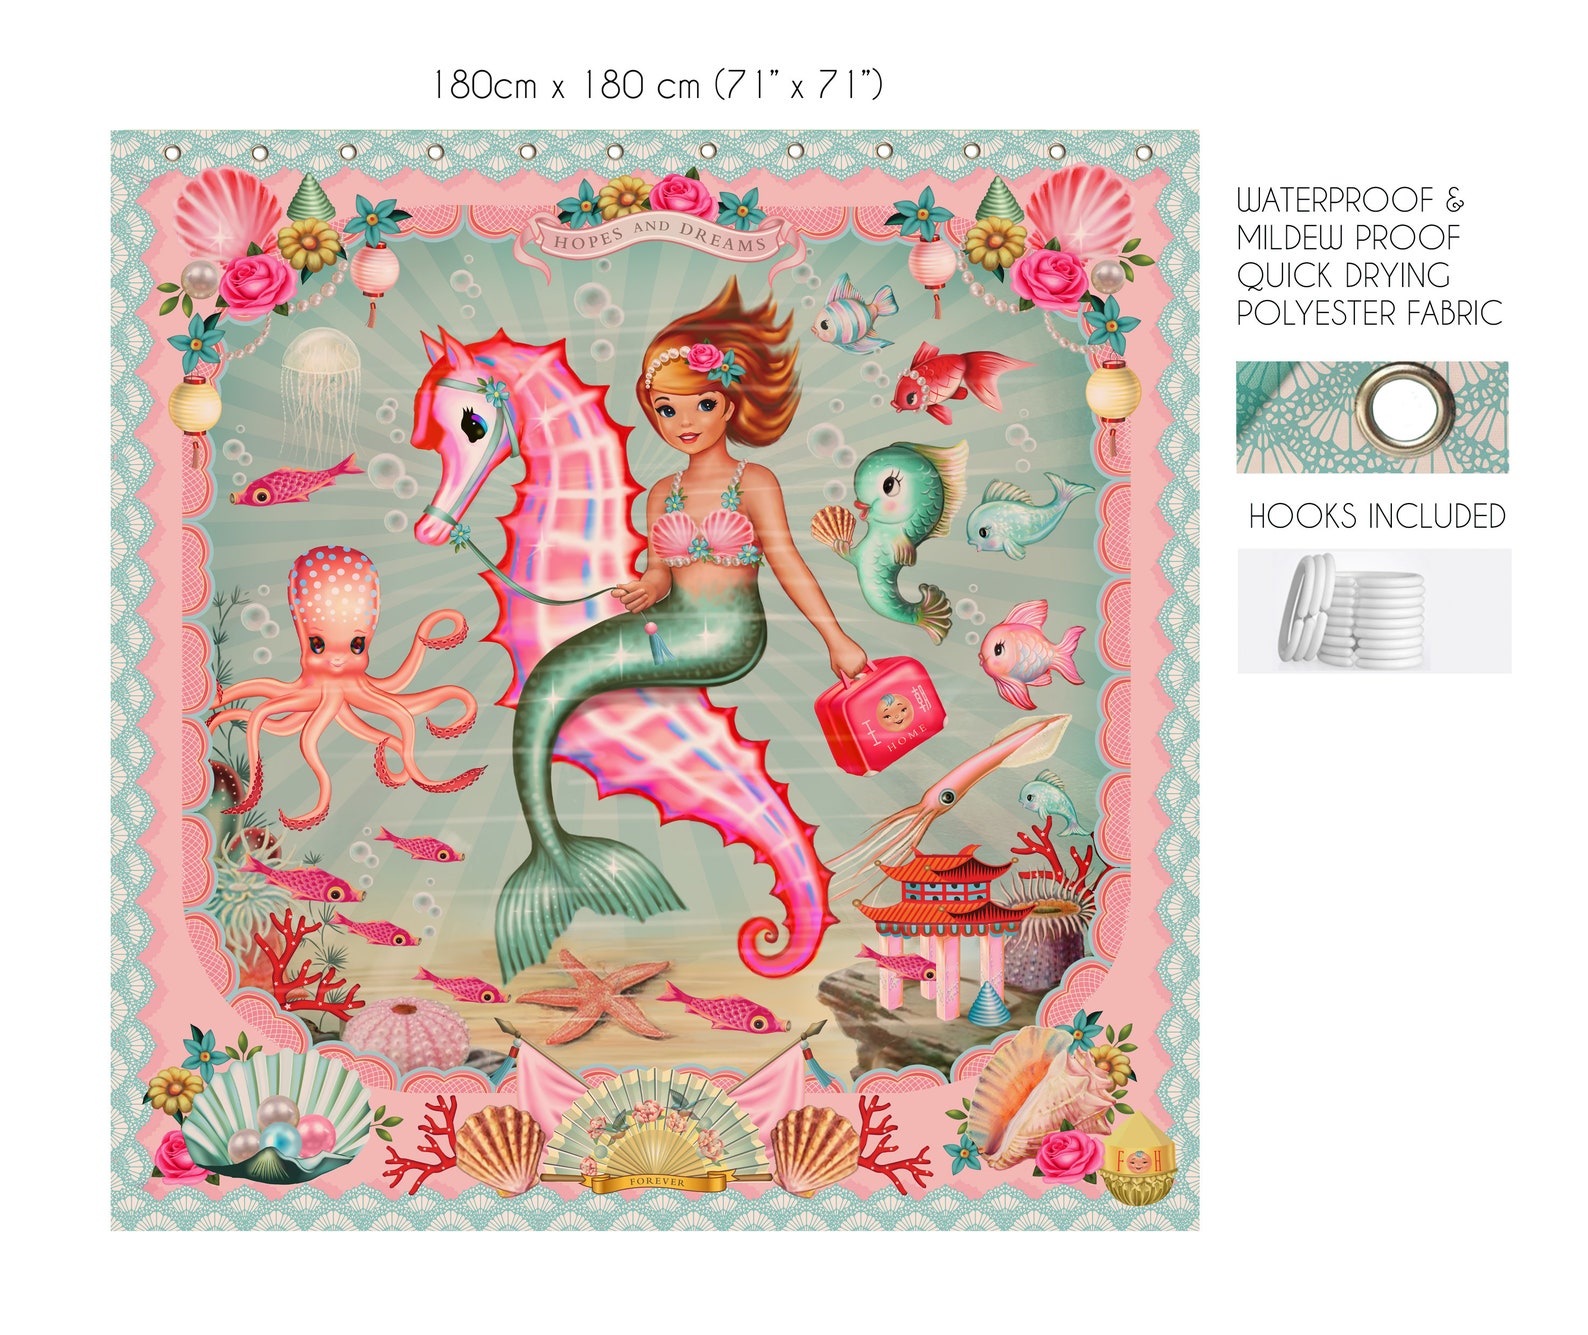 180cm x 180 cm (71” x 71”)
HOPES AND DREAMS
WATERPROOF &
MILDEW PROOF
QUICK DRYING
POLYESTER FABRIC
HOOKS INCLUDED
HOME
FOREVER
F H